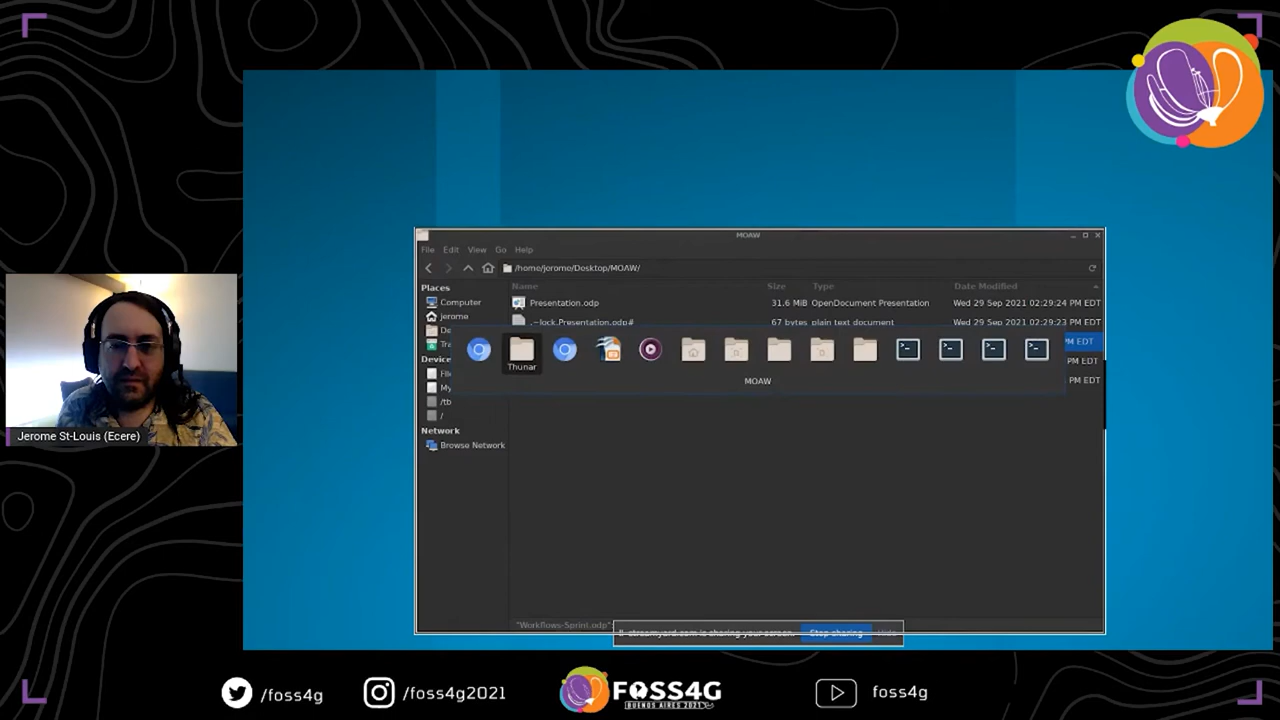 MOAW
File Edit View Go Help
/home/jerome/Desktop/MOAW/
Places
Computer
jerome
Devic
/tb
/
Network
Browse Network
Name Size Type Date Modified
Presentation.odp 31.6 MiB OpenDocument Presentation Wed 29 Sep 2021 02:29:24 PM EDT
.~lock.Presentation.odp# 67 bytes plain text document Wed 29 Sep 2021 02:29:23 PM EDT
PM EDT
PM EDT
PM EDT
Thunar
MOAW
"Workflows-Sprint.odp"
streamyard.com is sharing your screen. Stop sharing Hide
Jerome St-Louis (Ecere)
/foss4g
/foss4g2021
FOSS4G
BUENOS AIRES 2021
foss4g